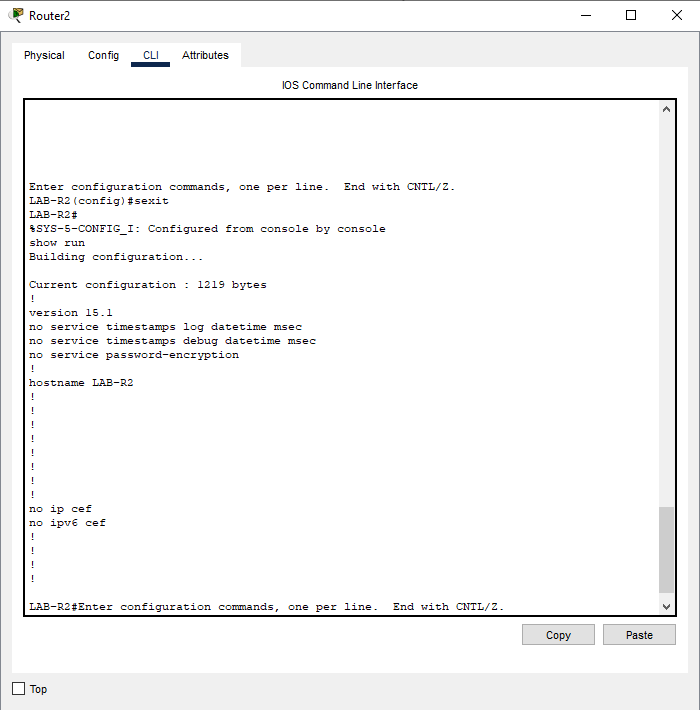 Router2
Physical Config CLI Attributes
IOS Command Line Interface
Enter configuration commands, one per line.  End with CNTL/Z.
LAB-R2(config)#sexit
LAB-R2#
%SYS-5-CONFIG_I: Configured from console by console
show run
Building configuration...
Current configuration : 1219 bytes
!
version 15.1
no service timestamps log datetime msec
no service timestamps debug datetime msec
no service password-encryption
!
hostname LAB-R2
!
!
!
!
!
!
!
!
no ip cef
no ipv6 cef
!
!
!
!
LAB-R2#Enter configuration commands, one per line.  End with CNTL/Z.
Copy Paste
Top